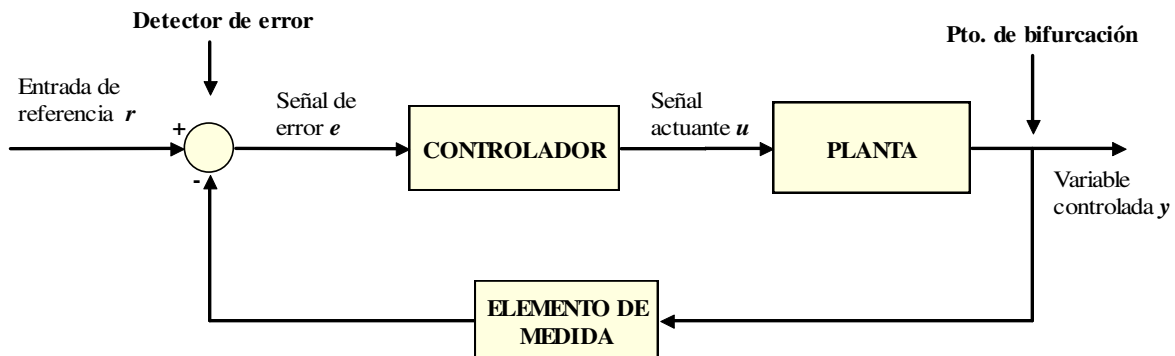 Detector de error
Pto. de bifurcación
Entrada de
referencia r
+
-
Señal de
error e
CONTROLADOR
Señal
actuante u
PLANTA
Variable
controlada y
ELEMENTO DE
MEDIDA